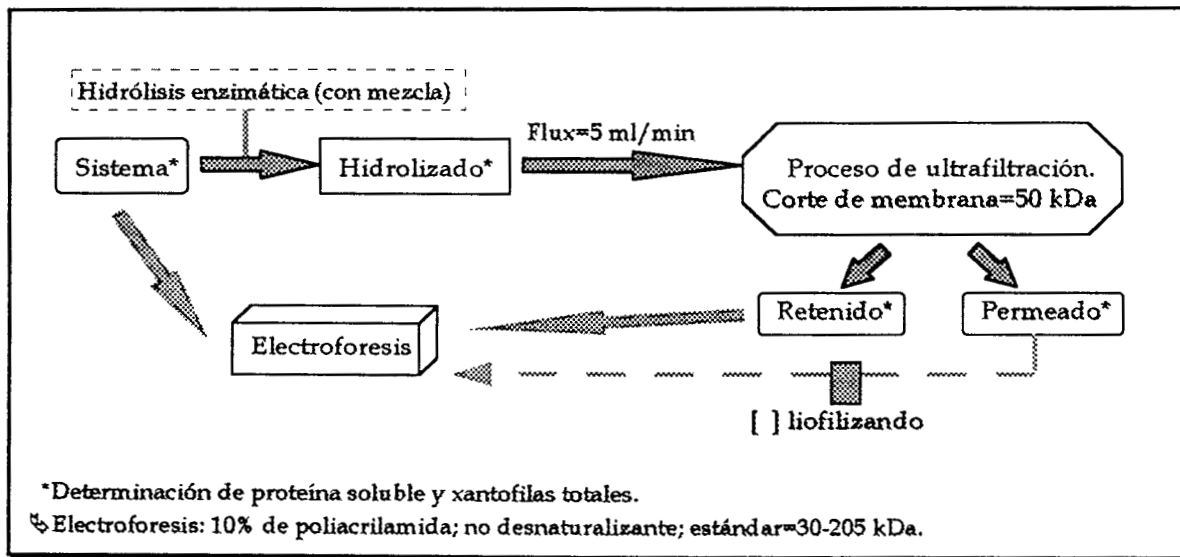 Hidrólisis enzimática (con mezcla)
Sistema*
Hidrolizado*
Flux=5 ml/min
Proceso de ultrafiltración.
Corte de membrana=50 kDa
Retenido*
Permeado*
Electroforesis
[ ] liofilizando
*Determinación de proteína soluble y xantofilas totales.
Electroforesis: 10% de poliacrilamida; no desnaturalizante; estándar=30-205 kDa.